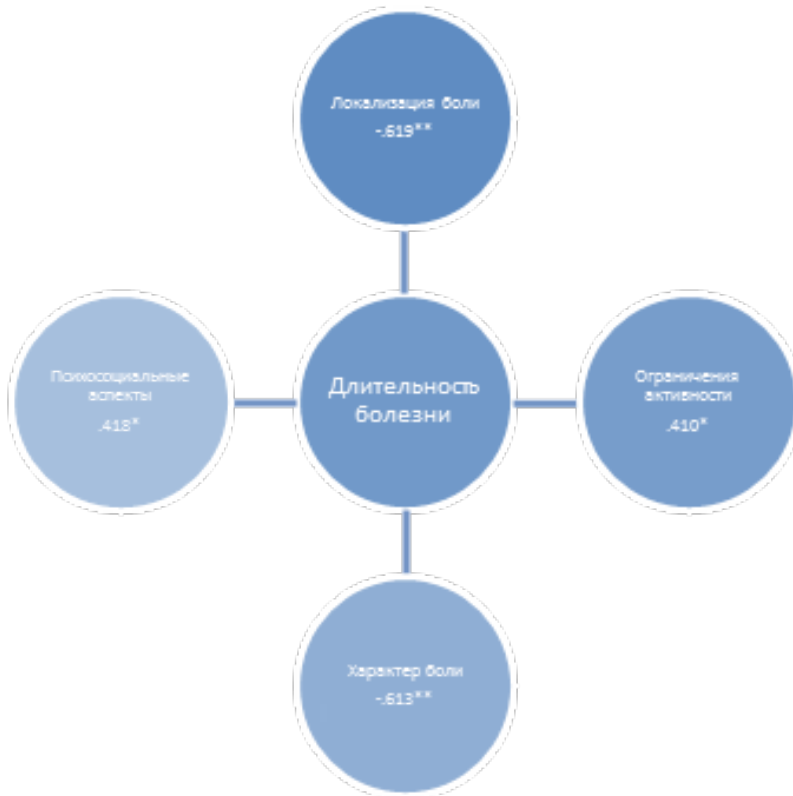 Локализация боли
-.619**
Психосоциальные
аспекты
.418*
Длительность
болезни
Ограничения
активности
.410*
Характер боли
-.613**